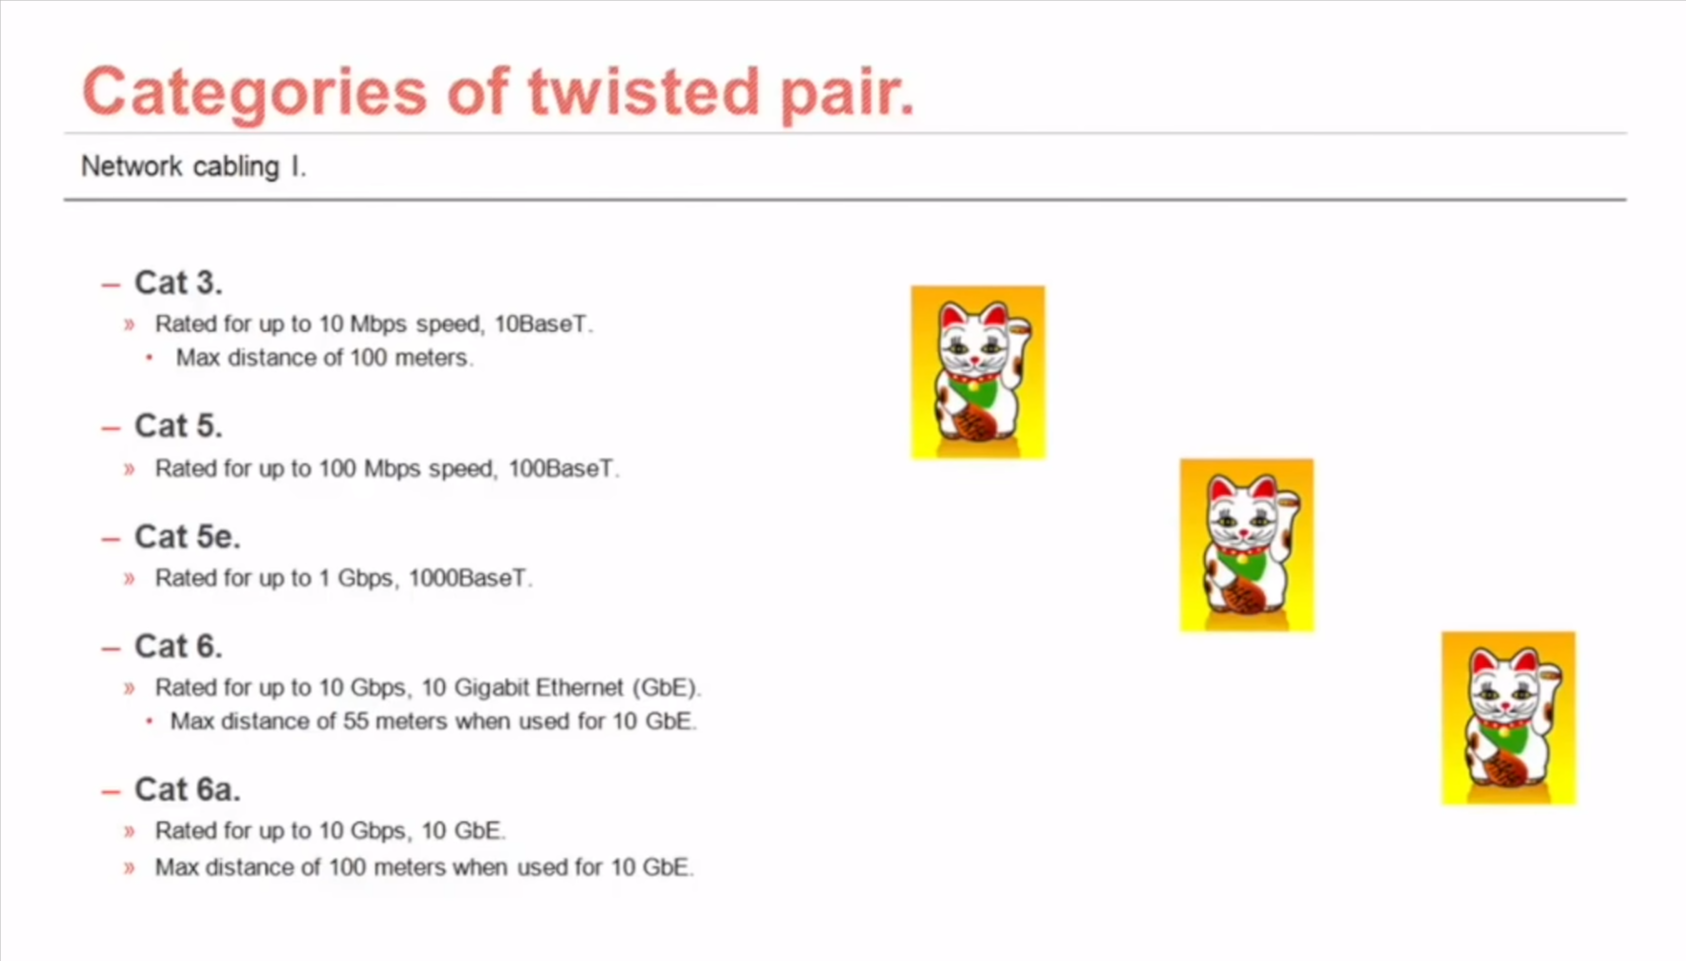 Categories of twisted pair.
Network cabling I.
– Cat 3.
» Rated for up to 10 Mbps speed, 10BaseT.
• Max distance of 100 meters.
– Cat 5.
» Rated for up to 100 Mbps speed, 100BaseT.
– Cat 5e.
» Rated for up to 1 Gbps, 1000BaseT.
– Cat 6.
» Rated for up to 10 Gbps, 10 Gigabit Ethernet (GbE).
• Max distance of 55 meters when used for 10 GbE.
– Cat 6a.
» Rated for up to 10 Gbps, 10 GbE.
» Max distance of 100 meters when used for 10 GbE.